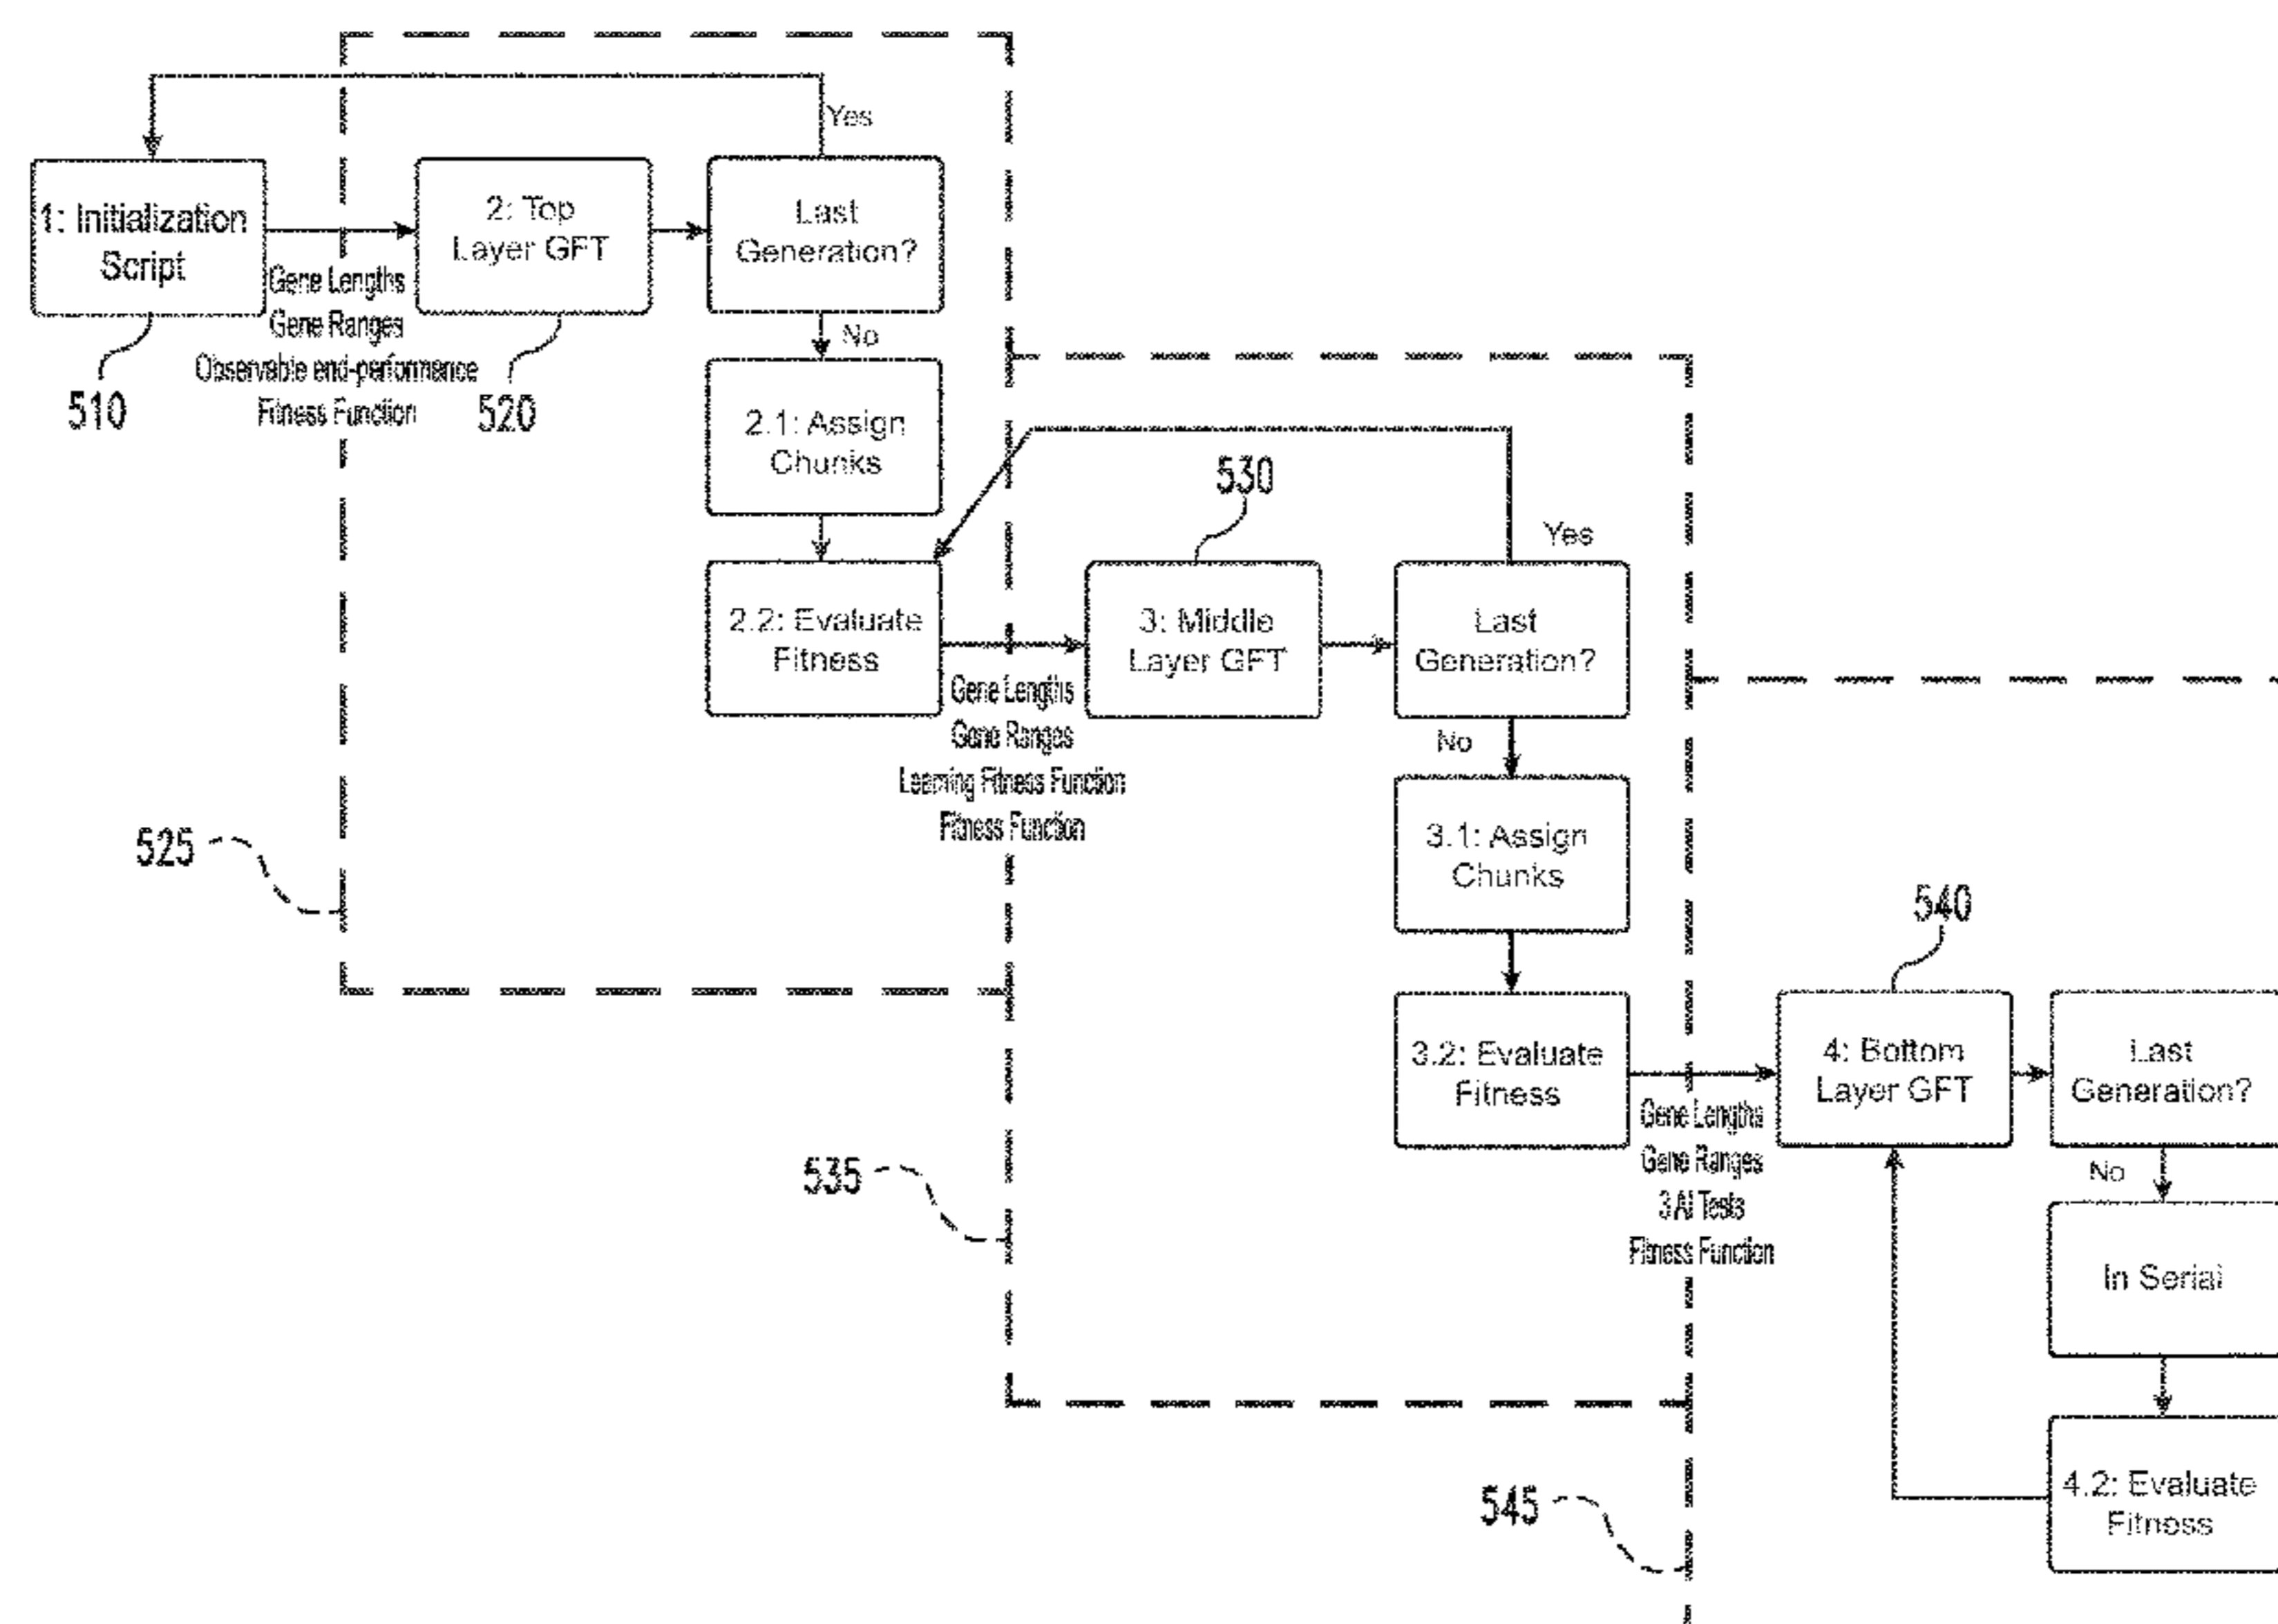 Yes
1: Initialization
Script
2: Top
Layer GFT
Last
Generation?
Gene Lengths
Gene Ranges
Observable end-performance
Fitness Function
510
520
No
2.1: Assign
Chunks
530
Yes
2.2: Evaluate
Fitness
3: Middle
Layer GFT
Last
Generation?
Gene Lengths
Gene Ranges
Learning Fitness Function
Fitness Function
No
525
3.1: Assign
Chunks
540
3.2: Evaluate
Fitness
4: Bottom
Layer GFT
Last
Generation?
Gene Lengths
Gene Ranges
3 AI Tests
Fitness Function
No
535
In Serial
545
4.2: Evaluate
Fitness